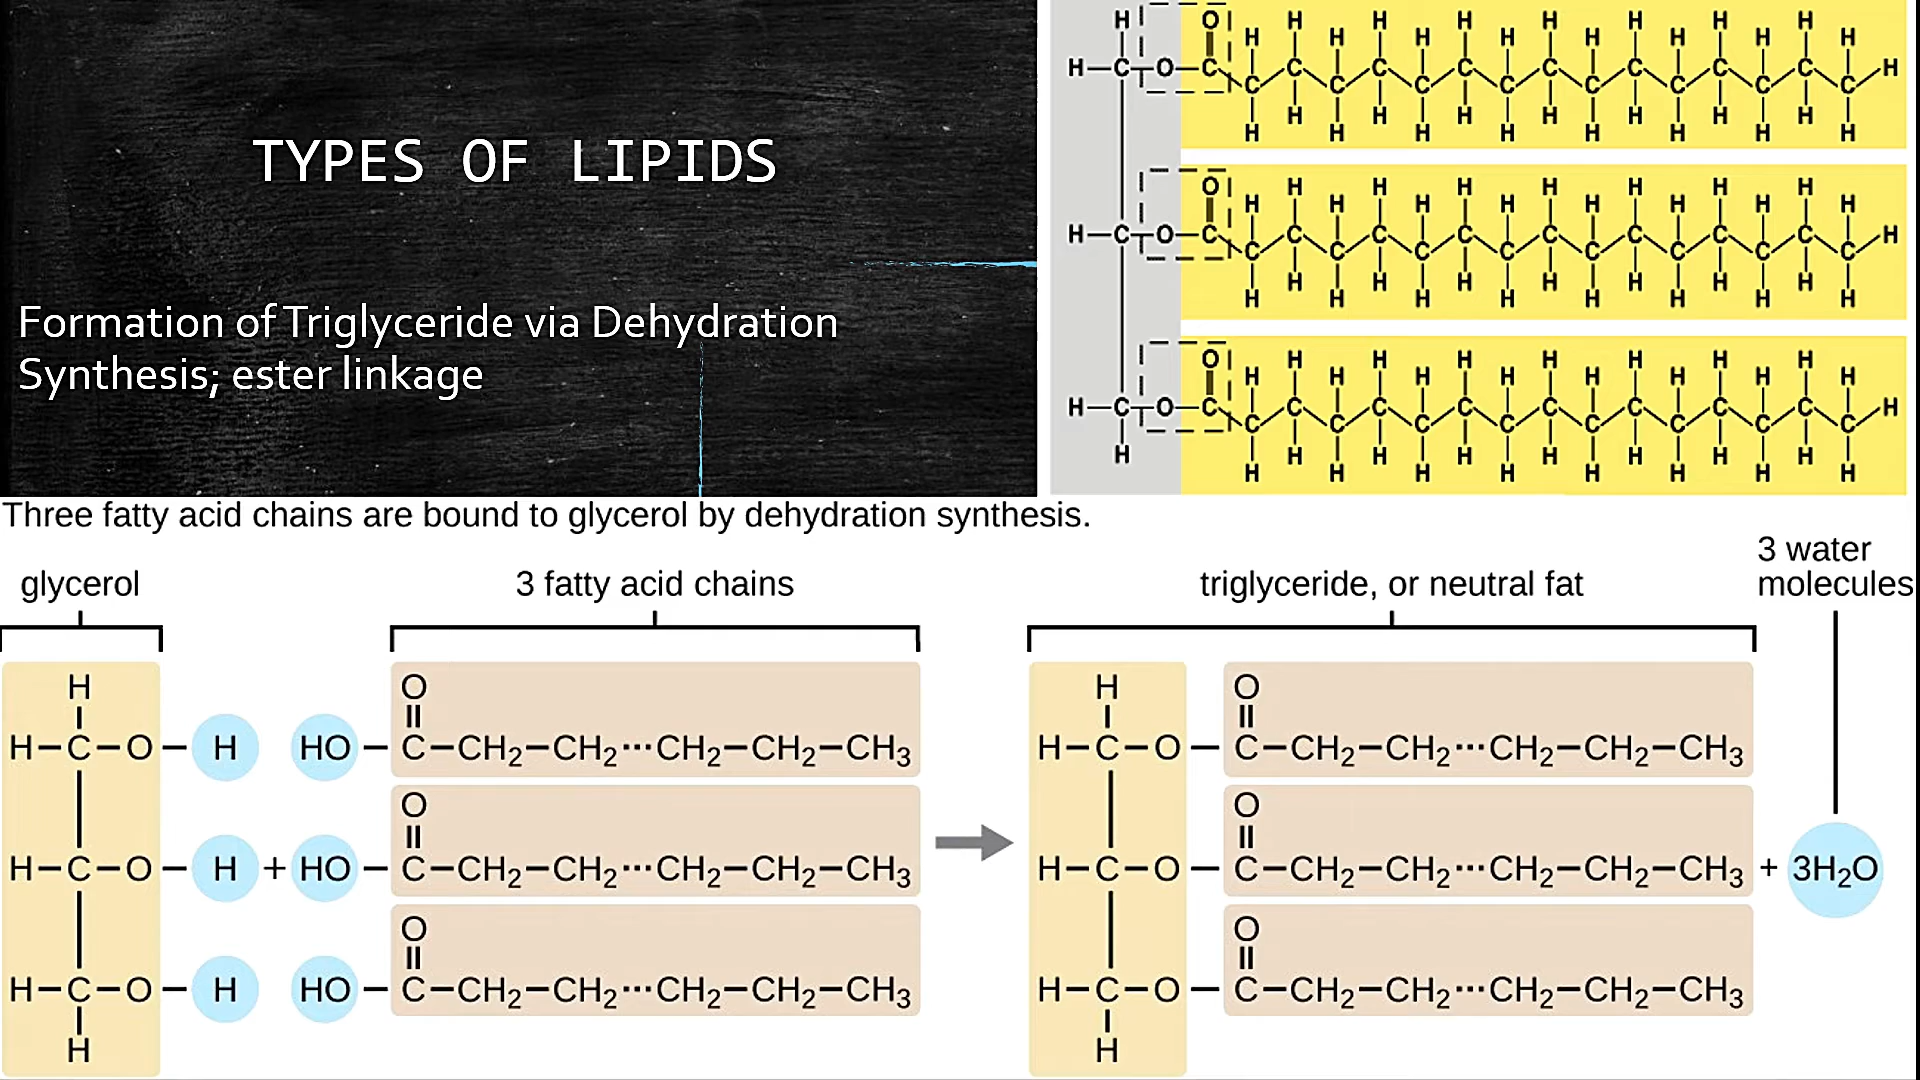 TYPES OF LIPIDS
Formation of Triglyceride via Dehydration
Synthesis; ester linkage
H O H H H H H H H H
H H H H H H H
H—C—O—C C C C C C C C C C C C C C C C—H
H H H H H H H
H H H H H H H H
O H H H H H H H
H H H H H H H H
H—C—O—C C C C C C C C C C C C C C C C—H
H H H H H H H
H H H H H H H H
O H H H H H H H
H H H H H H H H
H—C—O—C C C C C C C C C C C C C C C C—H
H H H H H H H H
H H H H H H H H
Three fatty acid chains are bound to glycerol by dehydration synthesis.
glycerol
3 fatty acid chains
triglyceride, or neutral fat
3 water
molecules
H O H O
H–C–O–H HO–C–CH₂–CH₂···CH₂–CH₂–CH₃ H–C–O–C–CH₂–CH₂···CH₂–CH₂–CH₃
O O
H–C–O–H + HO–C–CH₂–CH₂···CH₂–CH₂–CH₃ H–C–O–C–CH₂–CH₂···CH₂–CH₂–CH₃ + 3H₂O
O O
H–C–O–H HO–C–CH₂–CH₂···CH₂–CH₂–CH₃ H–C–O–C–CH₂–CH₂···CH₂–CH₂–CH₃
H H